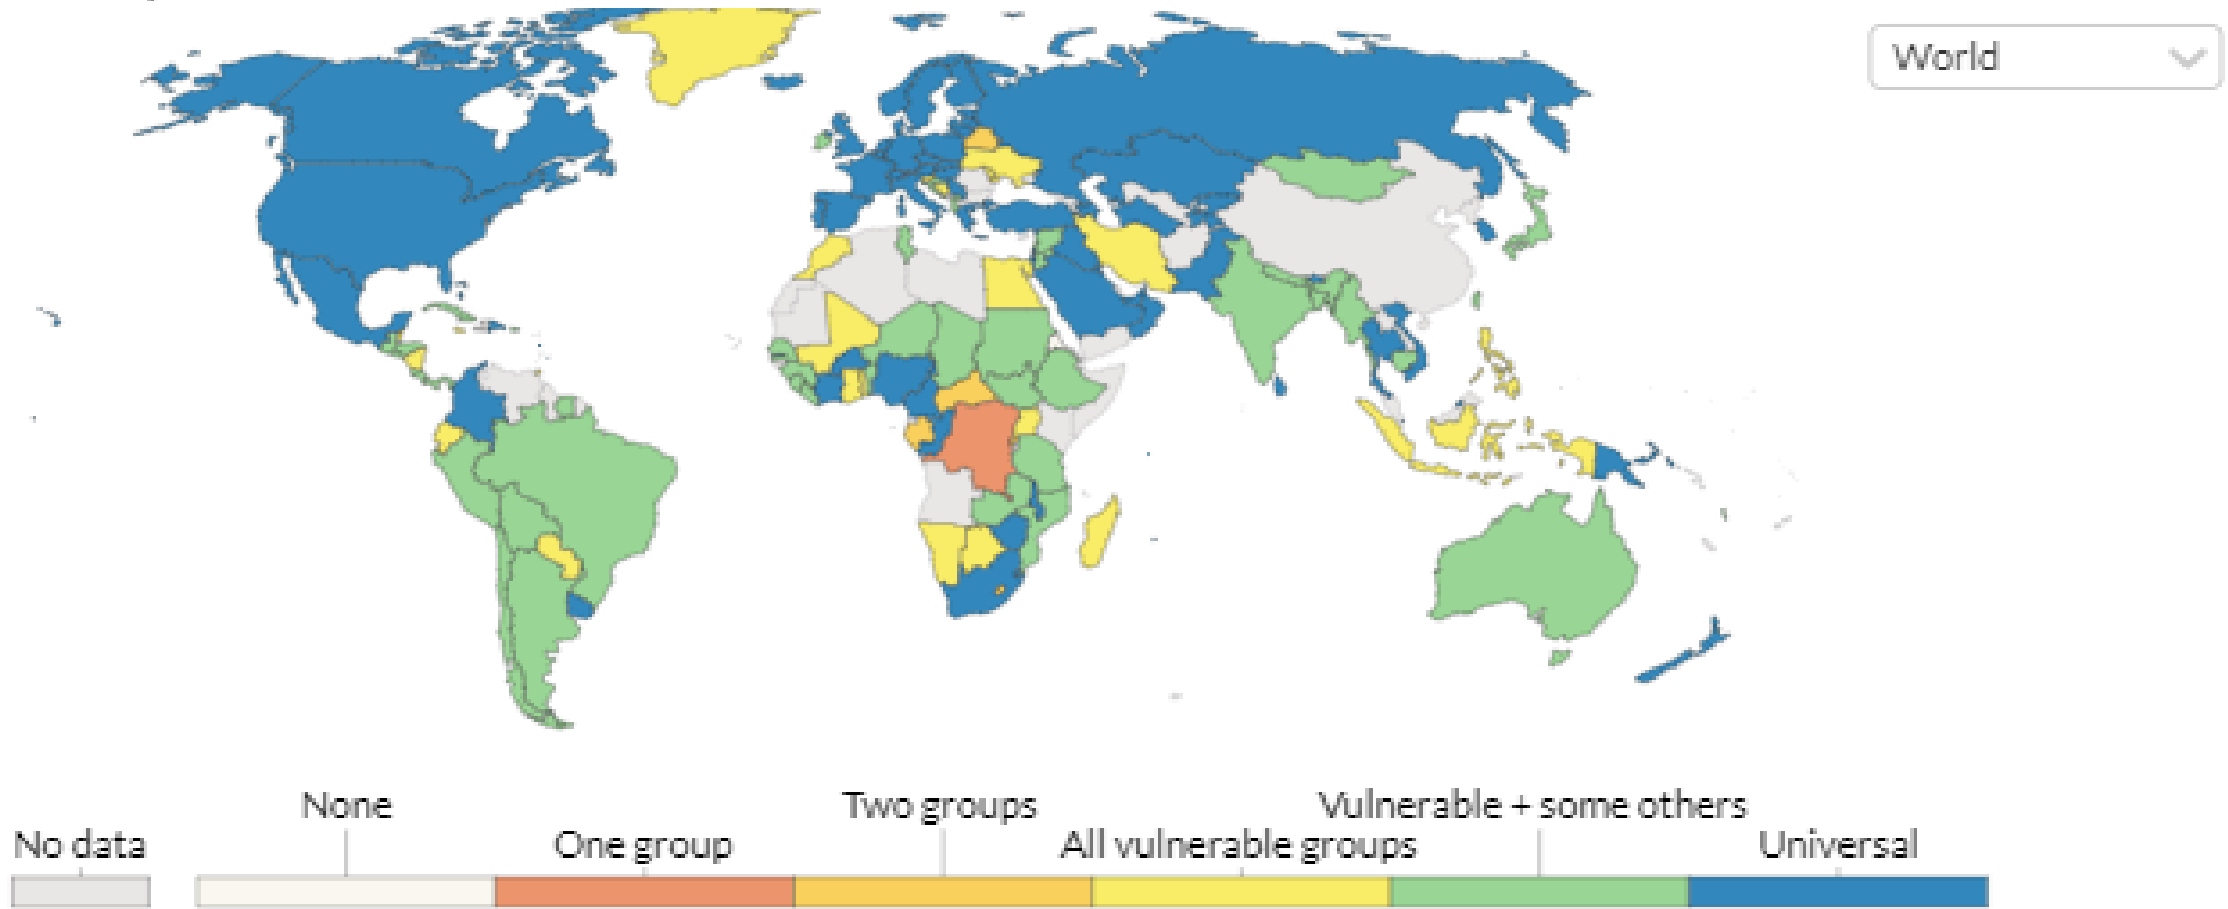 World
None
Two groups
Vulnerable + some others
No data
One group
All vulnerable groups
Universal